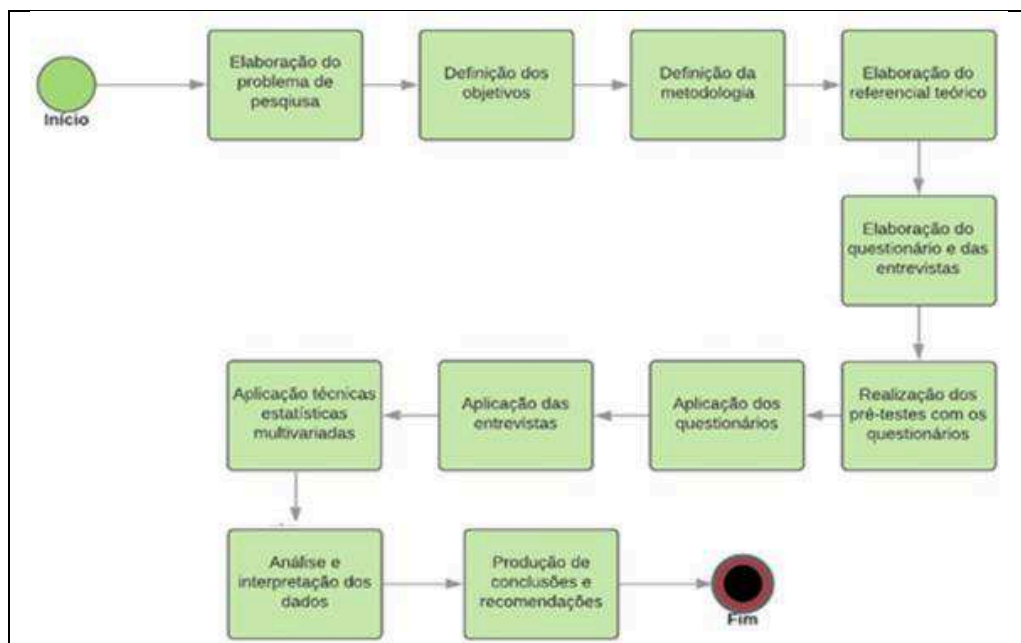 Início
Elaboração do
problema de
pesqiusa
Definição dos
objetivos
Definição da
metodologia
Elaboração do
referencial teórico
Elaboração do
questionário e das
entrevistas
Realização dos
pré-testes com os
questionários
Aplicação dos
questionários
Aplicação das
entrevistas
Aplicação técnicas
estatísticas
multivariadas
Análise e
interpretação dos
dados
Produção de
conclusões e
recomendações
Fim